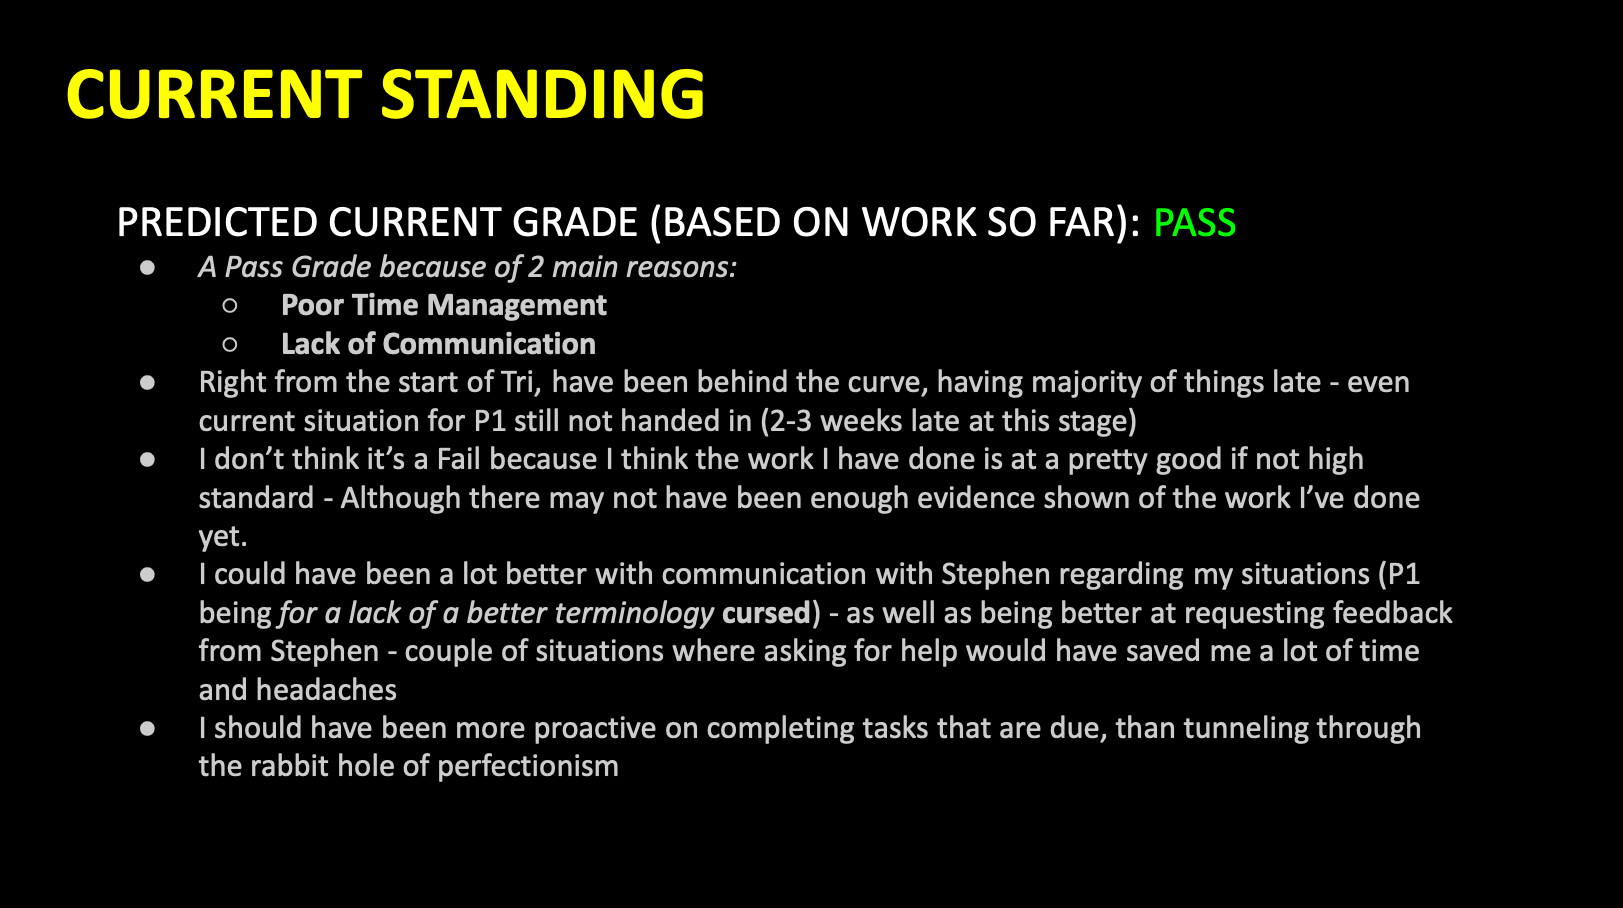 CURRENT STANDING
PREDICTED CURRENT GRADE (BASED ON WORK SO FAR): PASS
● A Pass Grade because of 2 main reasons:
○ Poor Time Management
○ Lack of Communication
● Right from the start of Tri, have been behind the curve, having majority of things late - even
current situation for P1 still not handed in (2-3 weeks late at this stage)
● I don’t think it’s a Fail because I think the work I have done is at a pretty good if not high
standard - Although there may not have been enough evidence shown of the work I’ve done
yet.
● I could have been a lot better with communication with Stephen regarding my situations (P1
being for a lack of a better terminology cursed) - as well as being better at requesting feedback
from Stephen - couple of situations where asking for help would have saved me a lot of time
and headaches
● I should have been more proactive on completing tasks that are due, than tunneling through
the rabbit hole of perfectionism